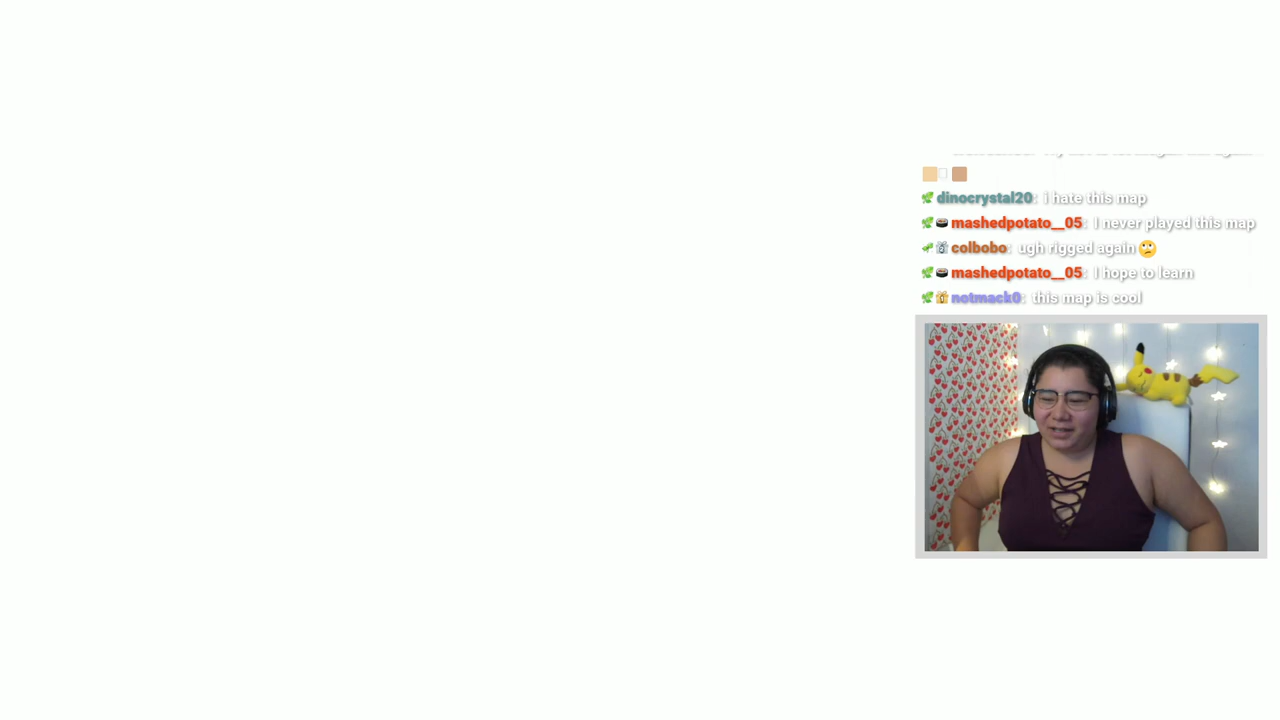 dinocrystal20: i hate this map
mashedpotato__05: I never played this map
colbobo: ugh rigged again
mashedpotato__05: I hope to learn
notmack0: this map is cool